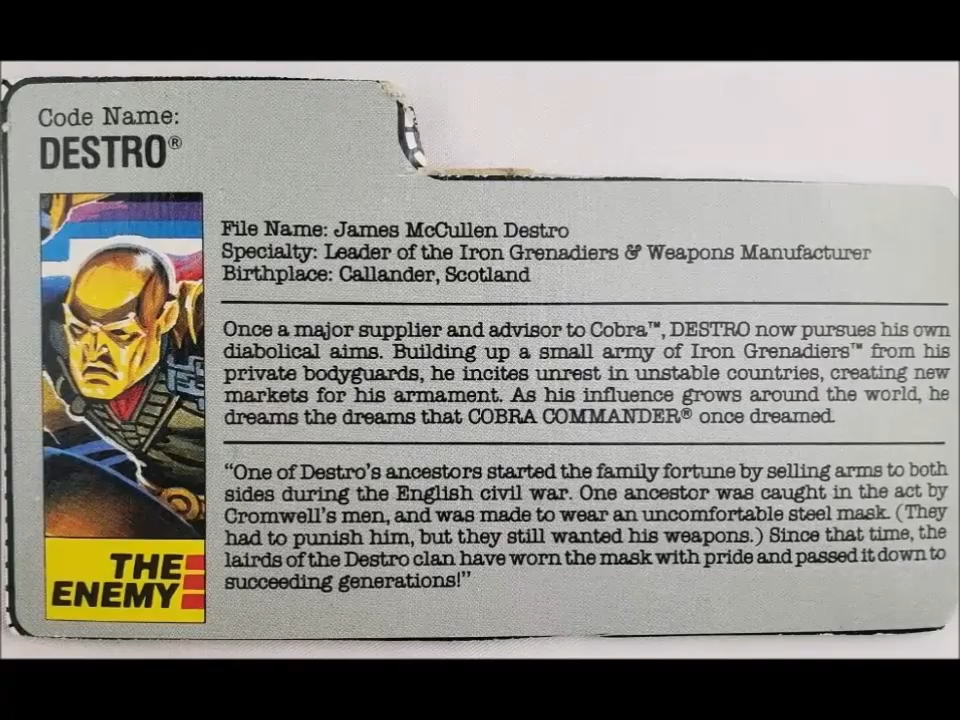 Code Name:
DESTRO®
File Name: James McCullen Destro
Specialty: Leader of the Iron Grenadiers & Weapons Manufacturer
Birthplace: Callander, Scotland
Once a major supplier and advisor to Cobra™, DESTRO now pursues his own
diabolical aims. Building up a small army of Iron Grenadiers™ from his
private bodyguards, he incites unrest in unstable countries, creating new
markets for his armament. As his influence grows around the world, he
dreams the dreams that COBRA COMMANDER® once dreamed.
"One of Destro's ancestors started the family fortune by selling arms to both
sides during the English civil war. One ancestor was caught in the act by
Cromwell's men, and was made to wear an uncomfortable steel mask. (They
had to punish him, but they still wanted his weapons.) Since that time, the
lairds of the Destro clan have worn the mask with pride and passed it down to
succeeding generations!"
THE
ENEMY